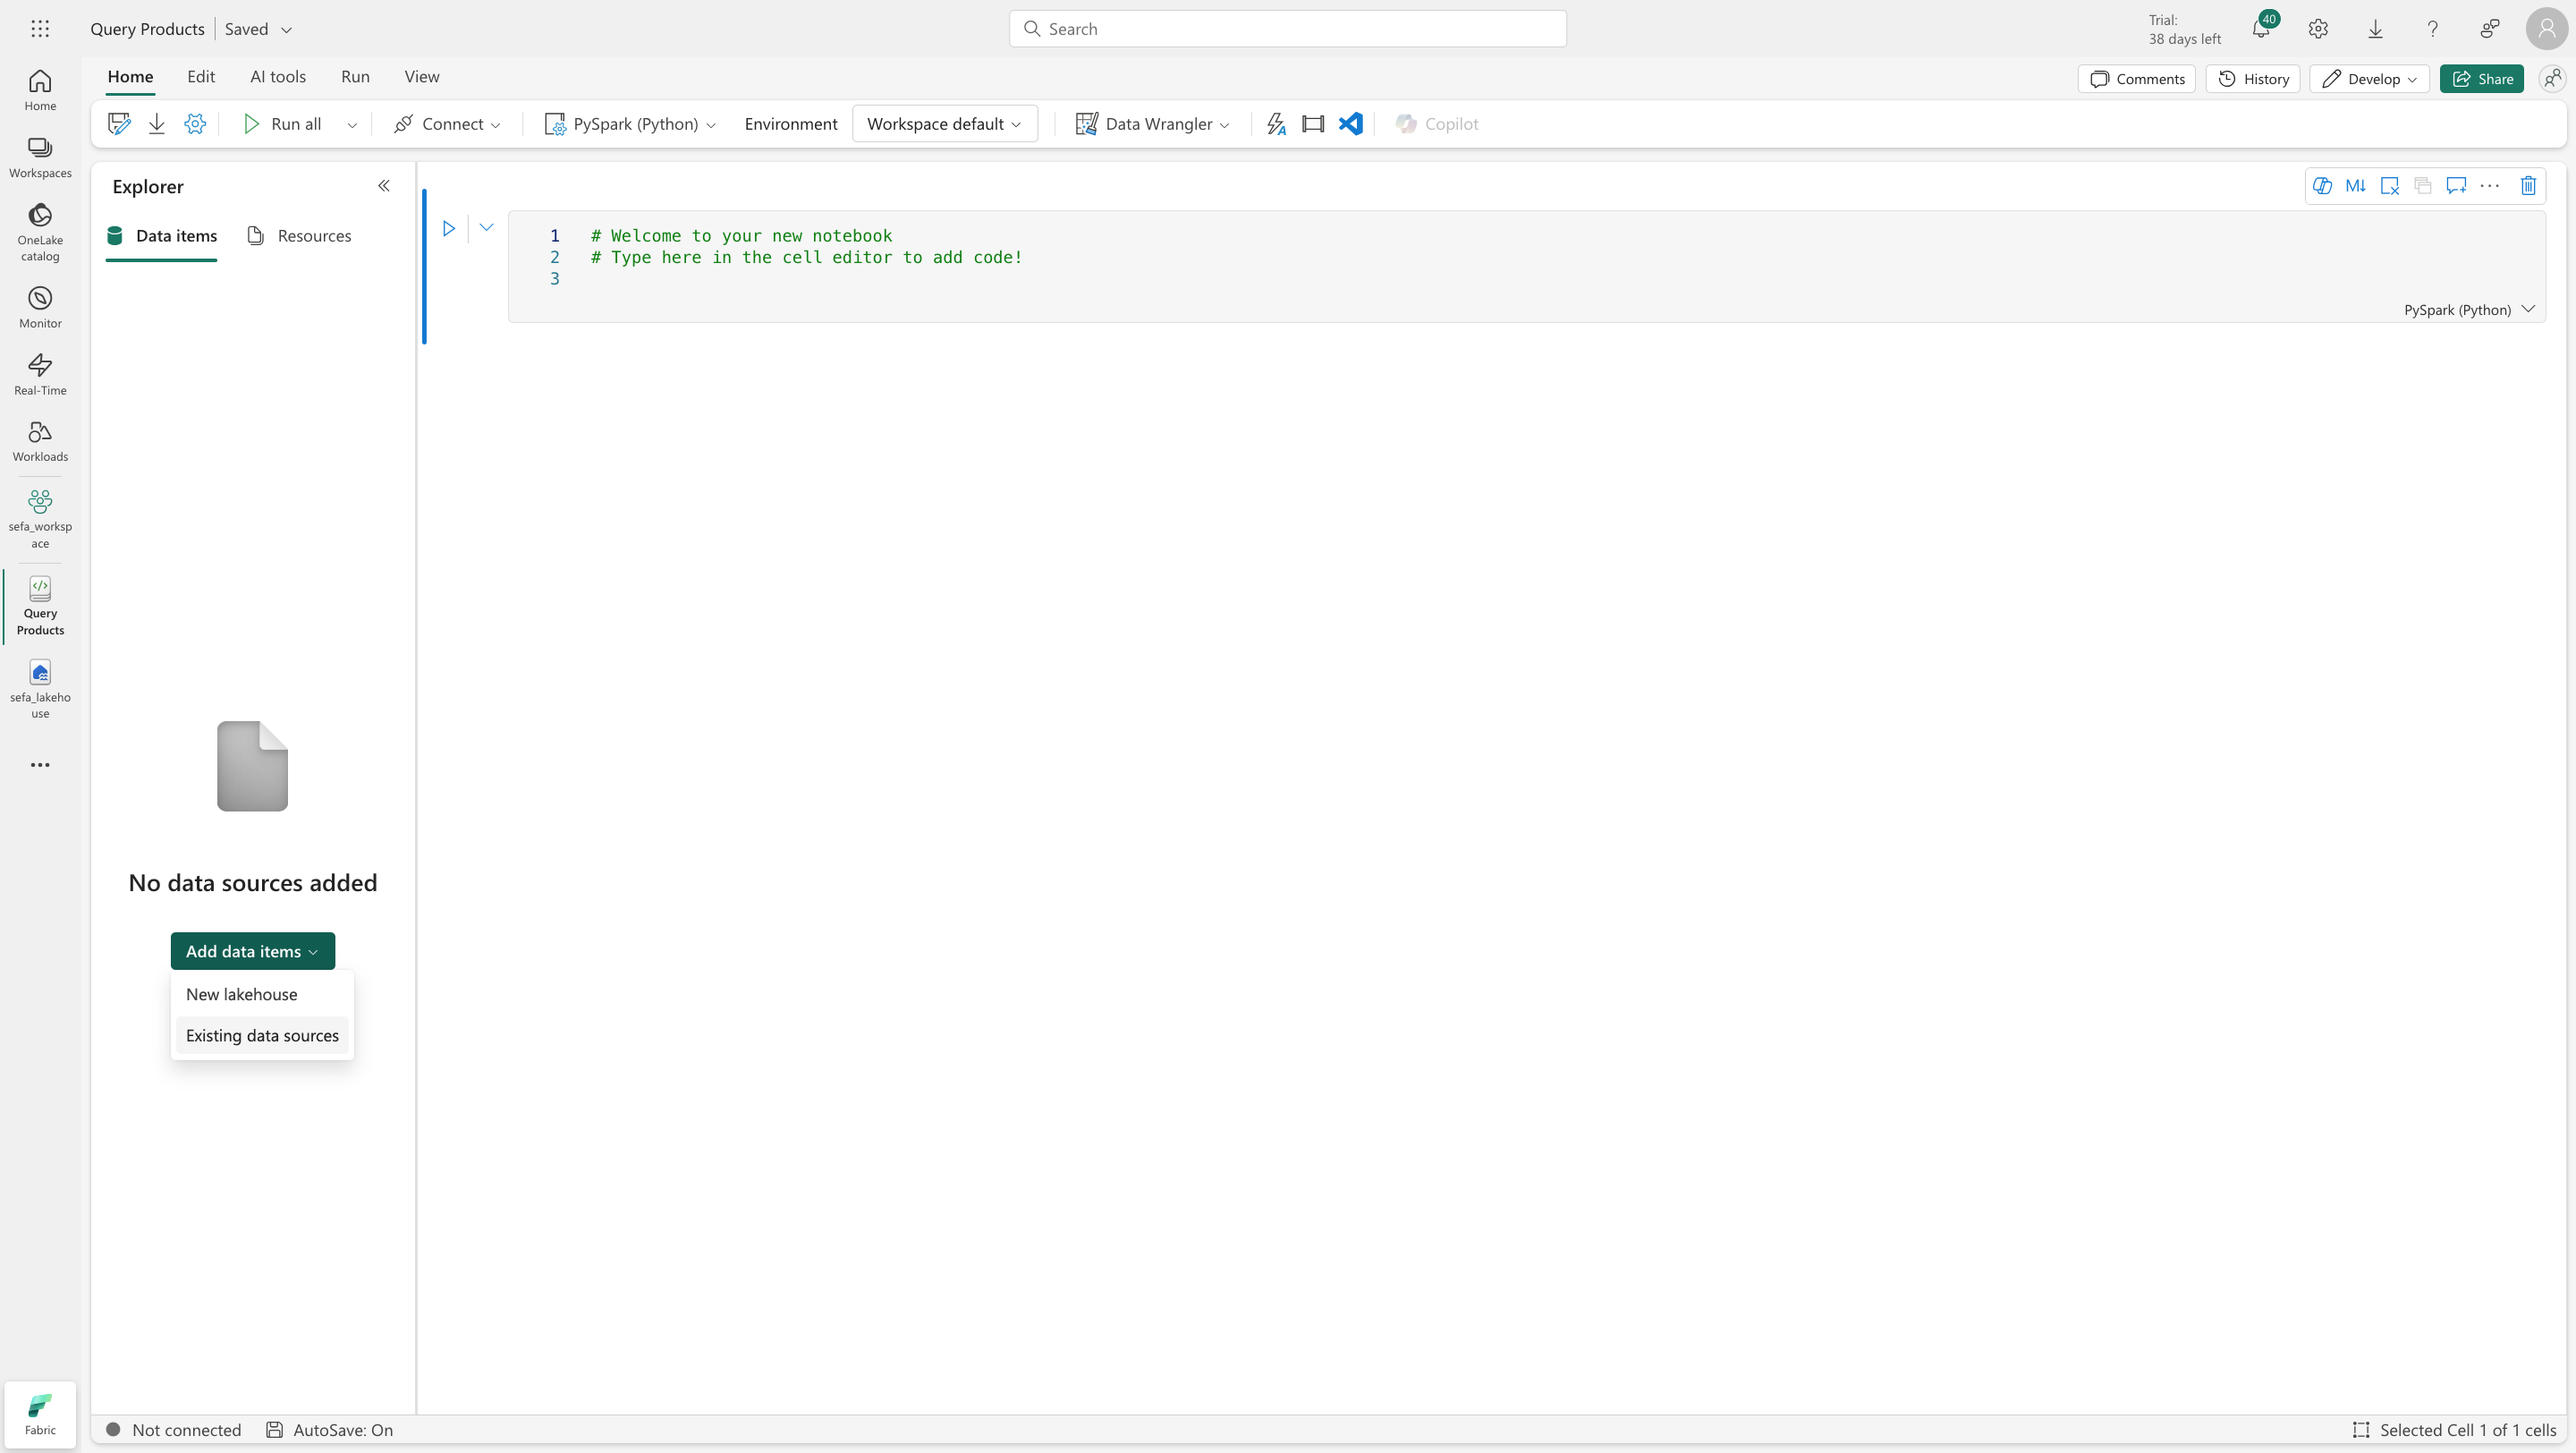 Query Products Saved
Search
Trial:
38 days left
40
Home Edit AI tools Run View
Comments History Develop Share
Run all Connect PySpark (Python) Environment Workspace default Data Wrangler Copilot
Home
Workspaces
OneLake
catalog
Monitor
Real-Time
Workloads
sefa_worksp
ace
Query
Products
sefa_lakeho
use
Fabric
Explorer
Data items Resources
No data sources added
Add data items
New lakehouse
Existing data sources
M↓
1 # Welcome to your new notebook
2 # Type here in the cell editor to add code!
3
PySpark (Python)
Not connected AutoSave: On
Selected Cell 1 of 1 cells